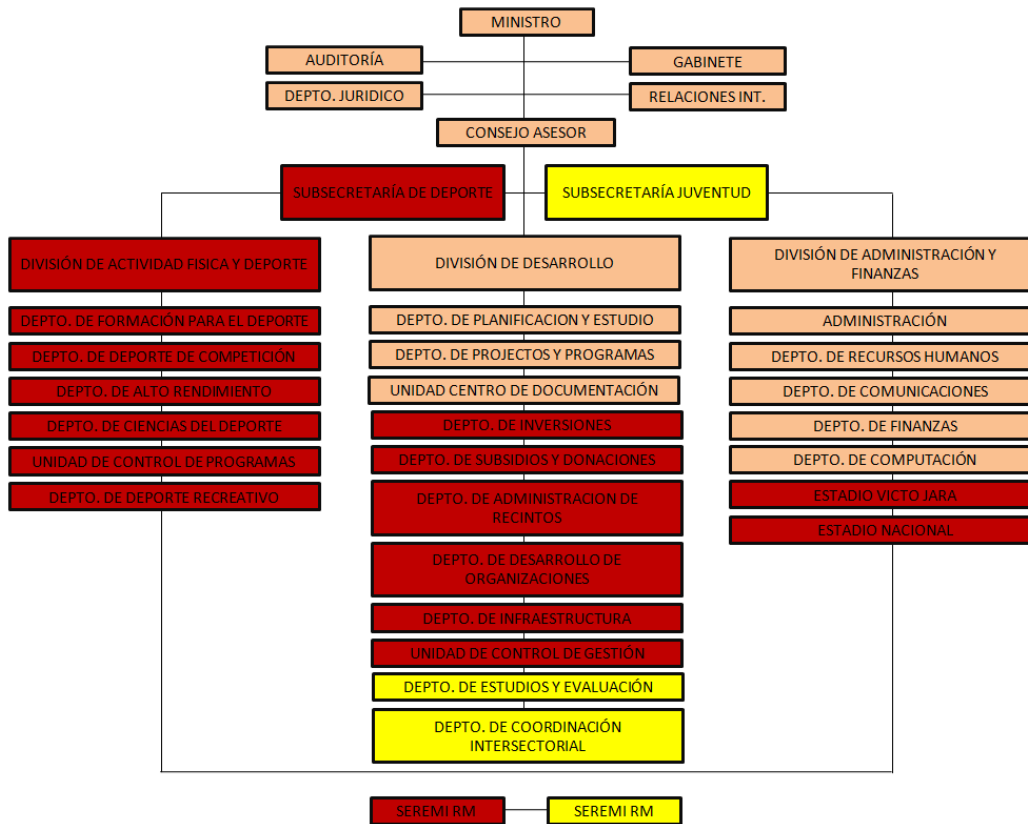 MINISTRO
AUDITORÍA
GABINETE
DEPTO. JURIDICO
RELACIONES INT.
CONSEJO ASESOR
SUBSECRETARÍA DE DEPORTE
SUBSECRETARÍA JUVENTUD
DIVISIÓN DE ACTIVIDAD FISICA Y DEPORTE
DEPTO. DE FORMACIÓN PARA EL DEPORTE
DEPTO. DE DEPORTE DE COMPETICIÓN
DEPTO. DE ALTO RENDIMIENTO
DEPTO. DE CIENCIAS DEL DEPORTE
UNIDAD DE CONTROL DE PROGRAMAS
DEPTO. DE DEPORTE RECREATIVO
DIVISIÓN DE DESARROLLO
DEPTO. DE PLANIFICACION Y ESTUDIO
DEPTO. DE PROJECTOS Y PROGRAMAS
UNIDAD CENTRO DE DOCUMENTACIÓN
DEPTO. DE INVERSIONES
DEPTO. DE SUBSIDIOS Y DONACIONES
DEPTO. DE ADMINISTRACION DE
RECINTOS
DEPTO. DE DESARROLLO DE
ORGANIZACIONES
DEPTO. DE INFRAESTRUCTURA
UNIDAD DE CONTROL DE GESTIÓN
DEPTO. DE ESTUDIOS Y EVALUACIÓN
DEPTO. DE COORDINACIÓN
INTERSECTORIAL
DIVISIÓN DE ADMINISTRACIÓN Y
FINANZAS
ADMINISTRACIÓN
DEPTO. DE RECURSOS HUMANOS
DEPTO. DE COMUNICACIONES
DEPTO. DE FINANZAS
DEPTO. DE COMPUTACIÓN
ESTADIO VICTO JARA
ESTADIO NACIONAL
SEREMI RM
SEREMI RM